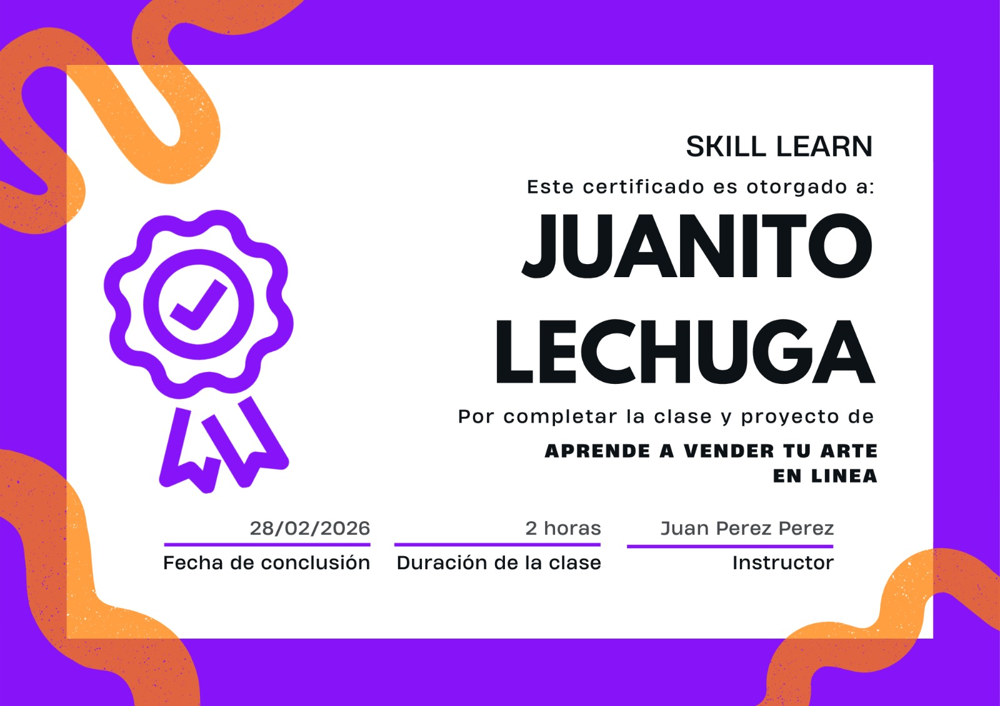 SKILL LEARN
Este certificado es otorgado a:
JUANITO
LECHUGA
Por completar la clase y proyecto de
APRENDE A VENDER TU ARTE
EN LINEA
28/02/2026
Fecha de conclusión
2 horas
Duración de la clase
Juan Perez Perez
Instructor